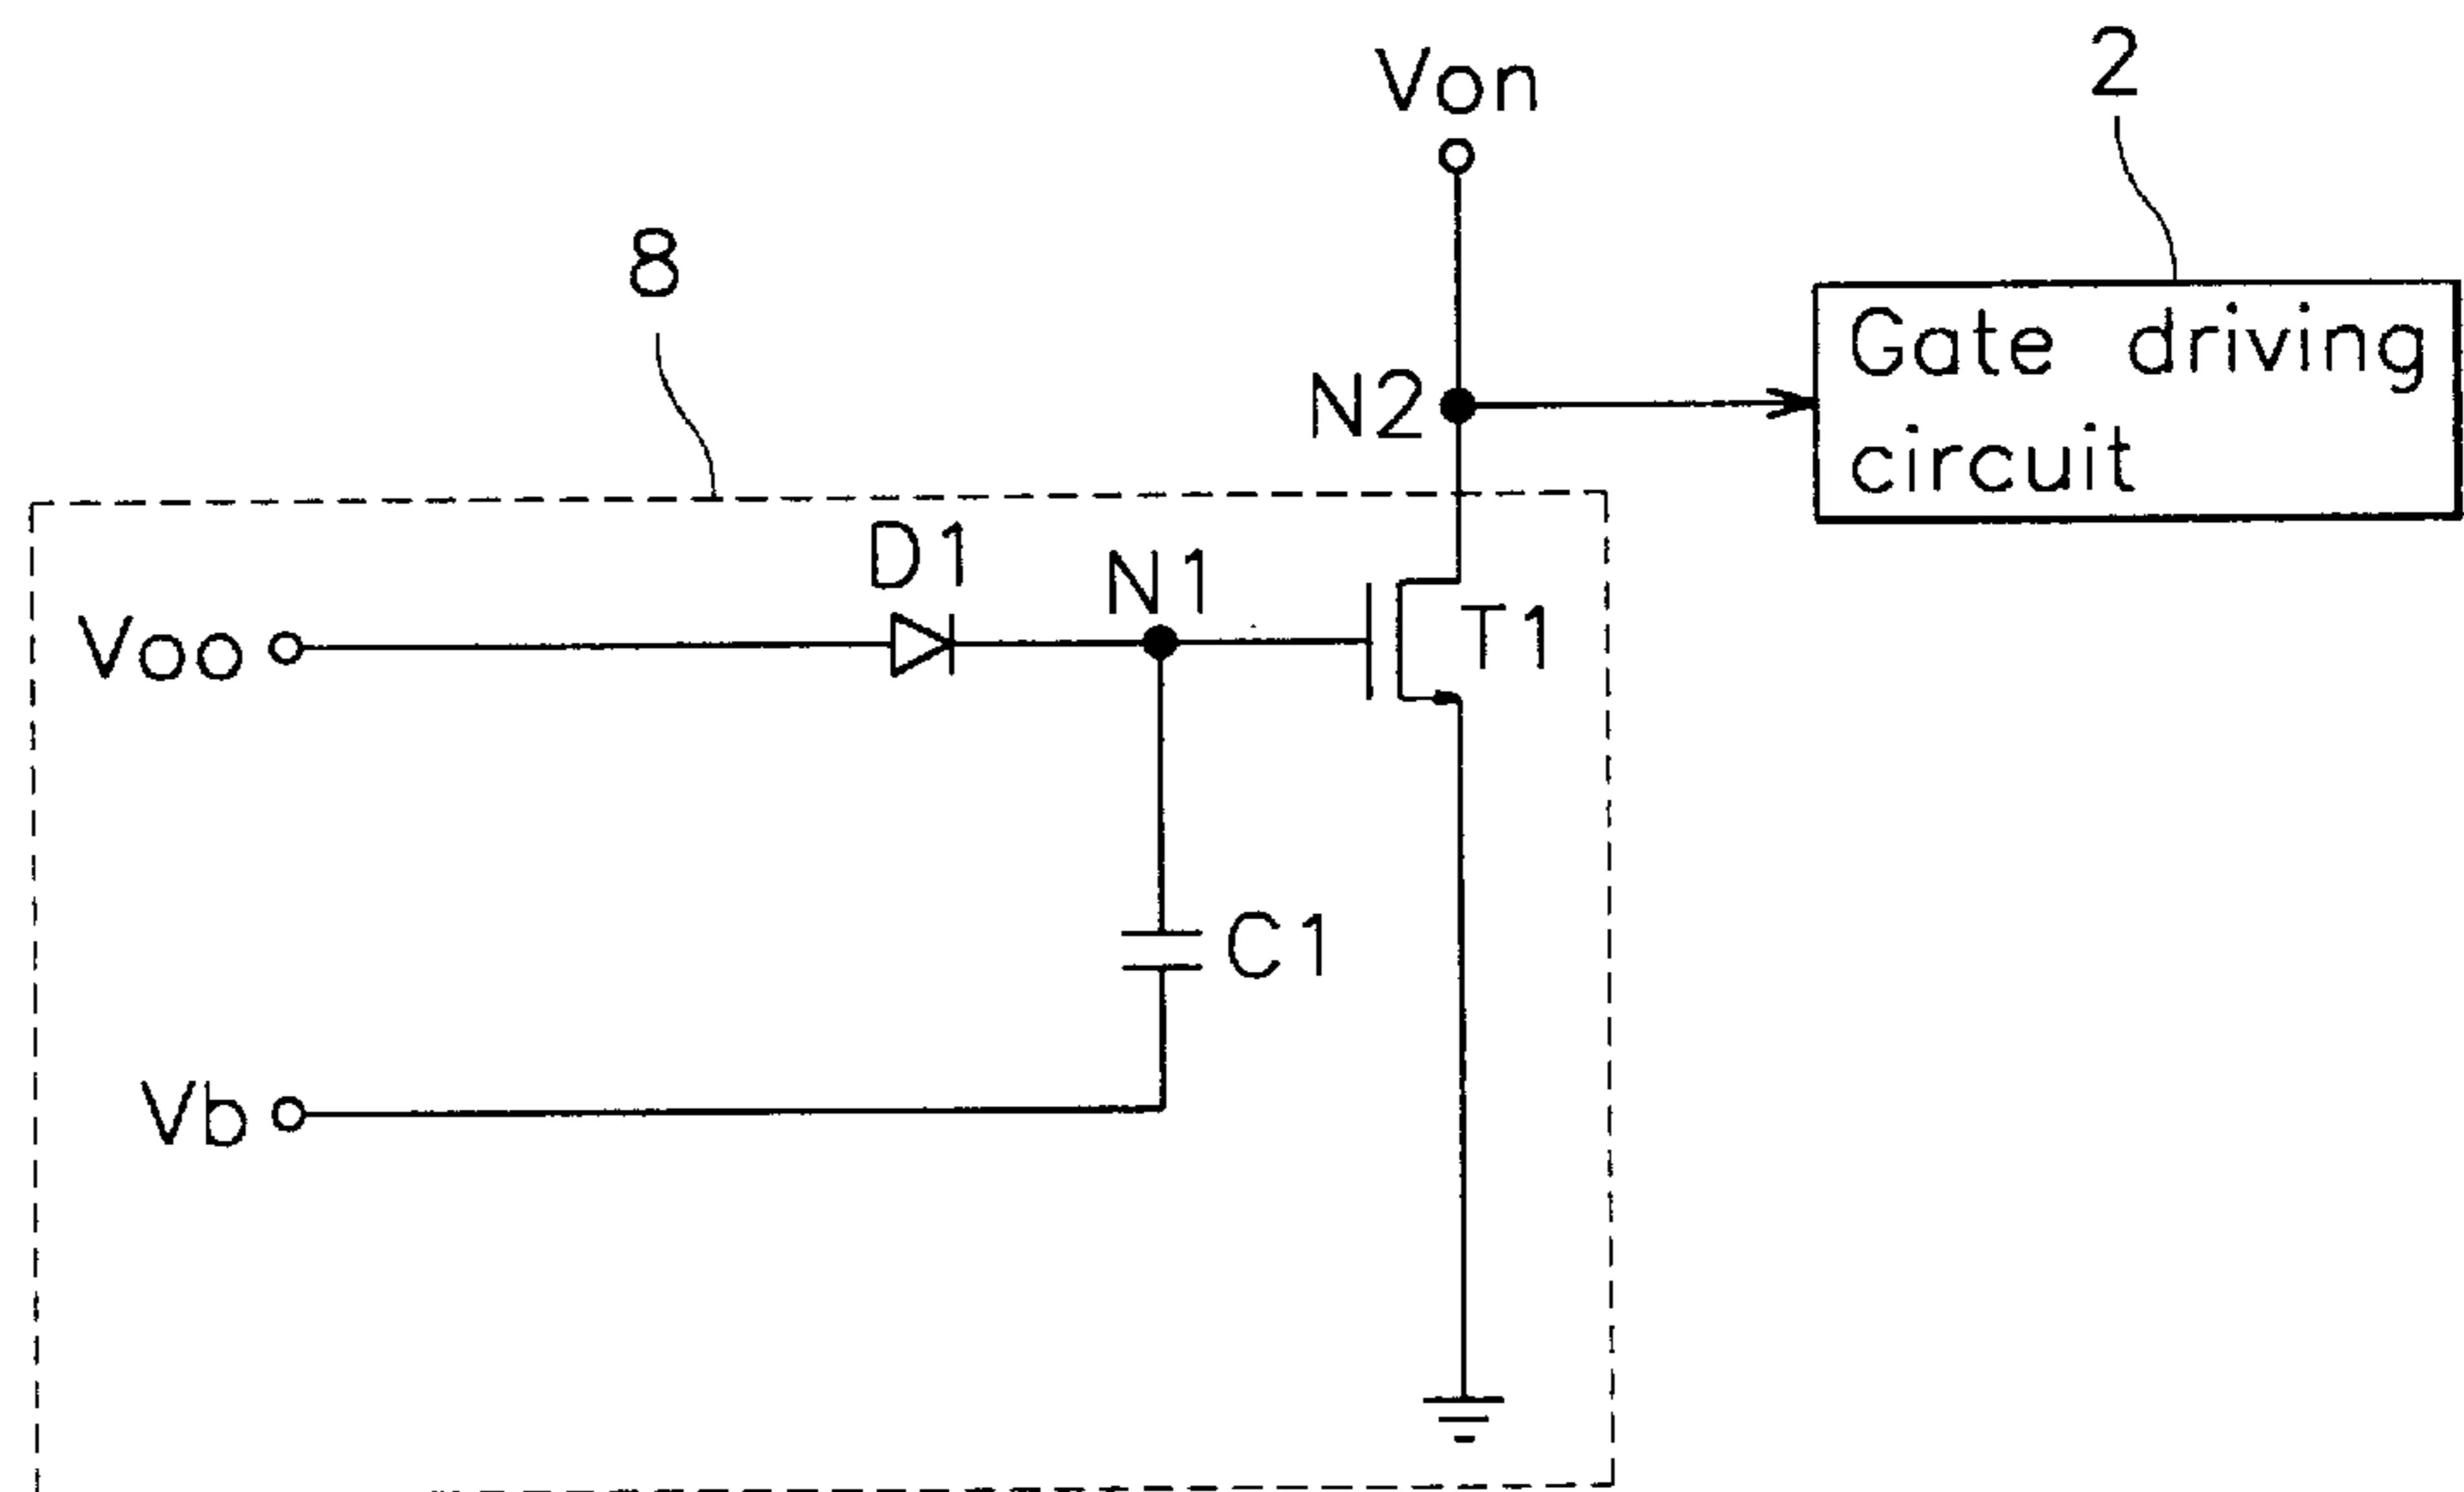 2
Von
8
N2
Gate driving
circuit
D1
N1
T1
Voo
C1
Vb